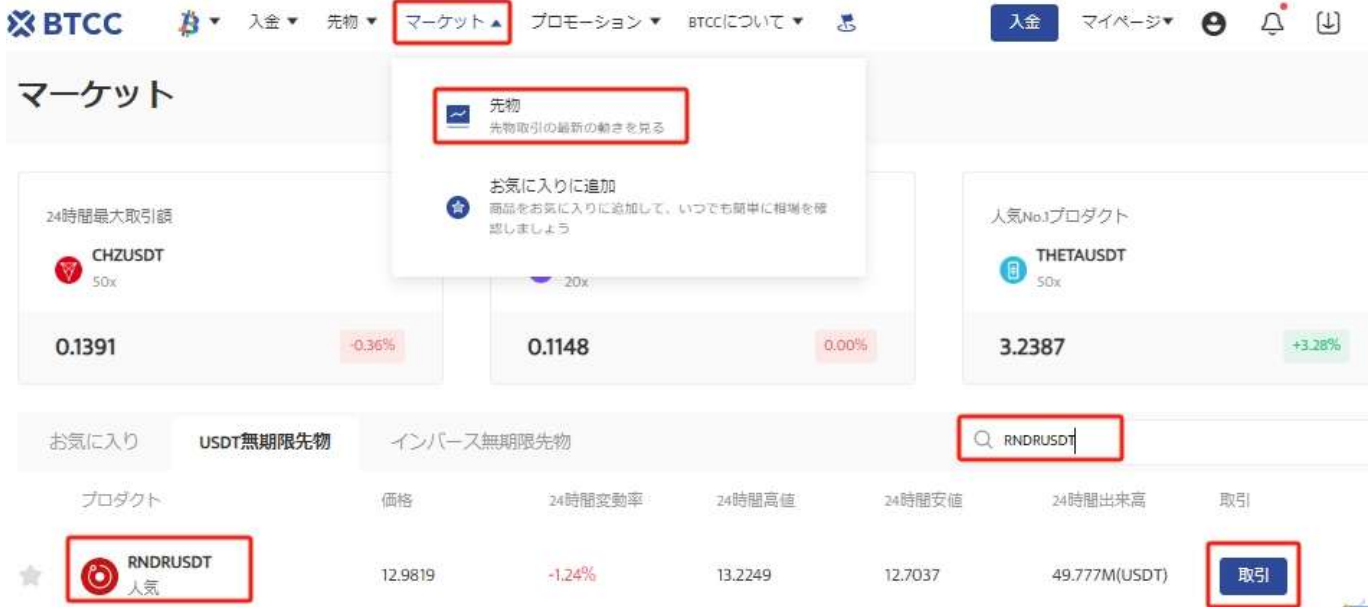 BTCC
入金
先物
マーケット
プロモーション
BTCCについて
入金
マイページ
マーケット
先物
先物取引の最新の動きを見る
お気に入りに追加
商品をお気に入りに追加して、いつでも簡単に相場を確
認しましょう
24時間最大取引額
CHZUSDT
50x
20x
人気No.1プロダクト
THETAUSDT
50x
0.1391
-0.36%
0.1148
0.00%
3.2387
+3.28%
お気に入り
USDT無期限先物
インバース無期限先物
RNDRUSDT
プロダクト
価格
24時間変動率
24時間高値
24時間安値
24時間出来高
取引
RNDRUSDT
人気
12.9819
-1.24%
13.2249
12.7037
49.777M(USDT)
取引